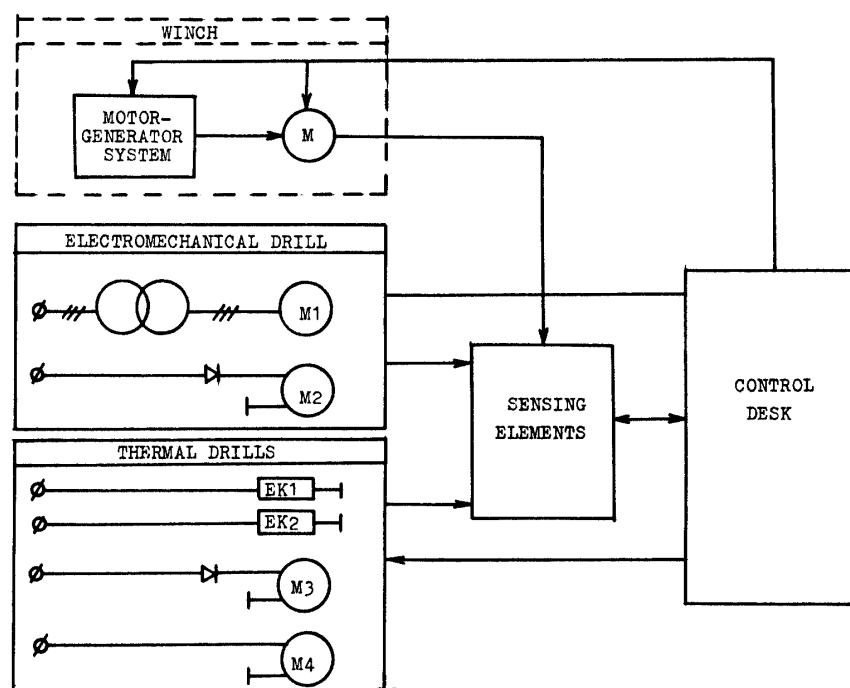 WINCH
MOTOR-
GENERATOR
SYSTEM
M
ELECTROMECHANICAL DRILL
M1
M2
SENSING
ELEMENTS
CONTROL
DESK
THERMAL DRILLS
EK1
EK2
M3
M4